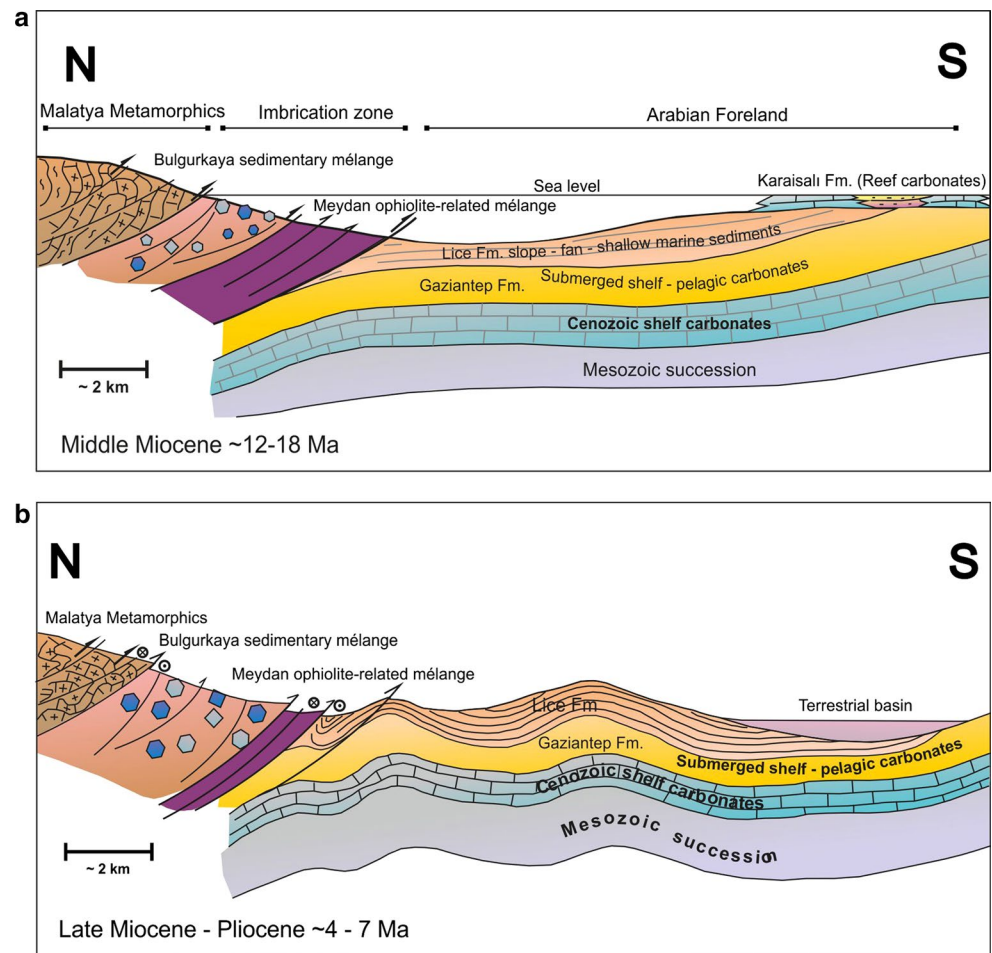 a
N
S
Malatya Metamorphics
Imbrication zone
Arabian Foreland
Bulgurkaya sedimentary mélange
Karaisalı Fm. (Reef carbonates)
Sea level
Meydan ophiolite-related mélange
Lice Fm. slope - fan - shallow marine sediments
Gaziantep Fm.
Submerged shelf - pelagic carbonates
Cenozoic shelf carbonates
Mesozoic succession
~ 2 km
Middle Miocene ~12-18 Ma
b
N
S
Malatya Metamorphics
Bulgurkaya sedimentary mélange
Meydan ophiolite-related mélange
Lice Fm
Terrestrial basin
Gaziantep Fm.
Submerged shelf - pelagic carbonates
Cenozoic shelf carbonates
Mesozoic succession
~ 2 km
Late Miocene - Pliocene ~4 - 7 Ma